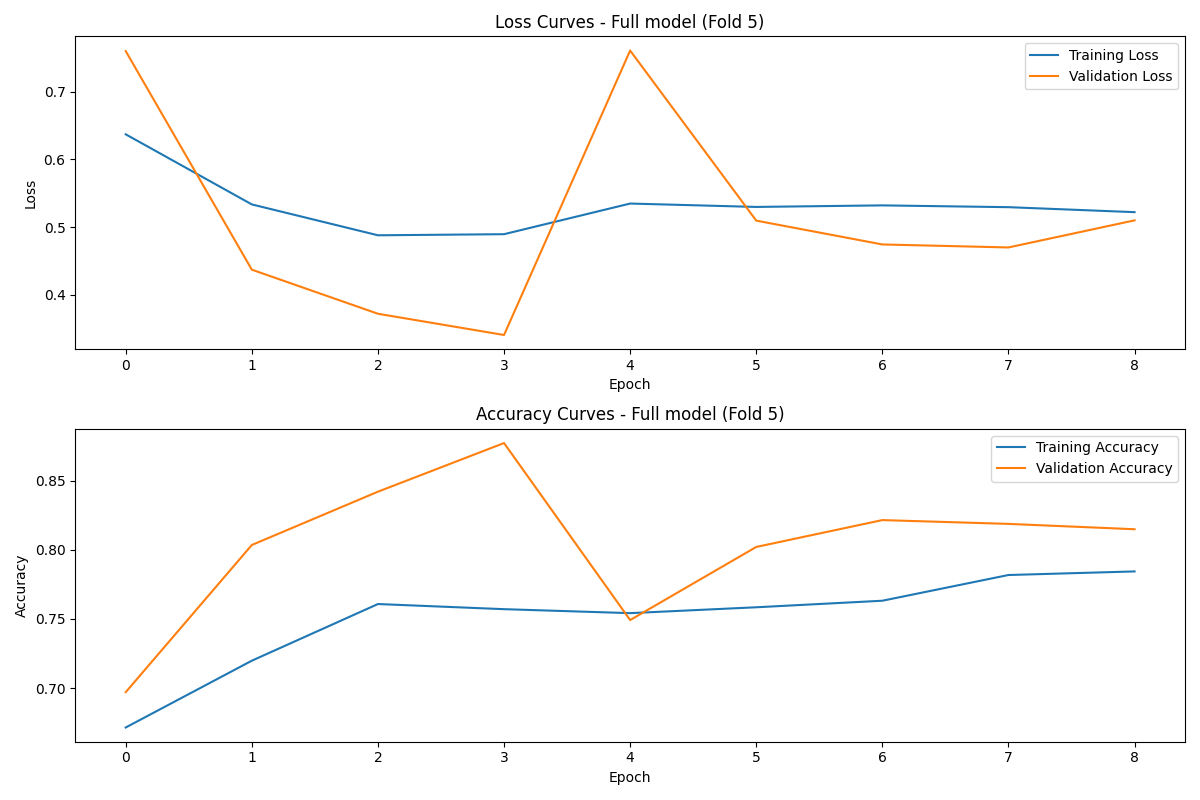 Loss Curves - Full model (Fold 5)
Training Loss
Validation Loss
0.7
0.6
0.5
0.4
Loss
0 1 2 3 4 5 6 7 8
Epoch
Accuracy Curves - Full model (Fold 5)
Training Accuracy
Validation Accuracy
0.85
0.80
0.75
0.70
Accuracy
0 1 2 3 4 5 6 7 8
Epoch